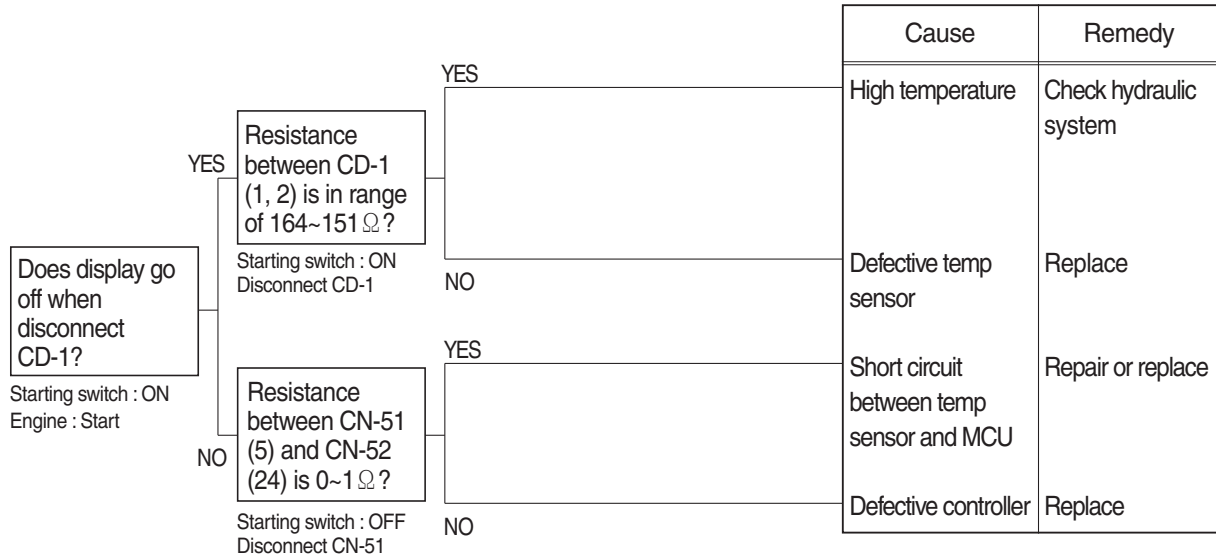 Cause
Remedy
YES
High temperature
Check hydraulic
system
Resistance
between CD-1
(1, 2) is in range
of 164~151Ω?
YES
Starting switch : ON
Disconnect CD-1
NO
Defective temp
sensor
Replace
Does display go
off when
disconnect
CD-1?
Starting switch : ON
Engine : Start
YES
Short circuit
between temp
sensor and MCU
Repair or replace
Resistance
between CN-51
(5) and CN-52
(24) is 0~1Ω?
NO
Starting switch : OFF
Disconnect CN-51
NO
Defective controller
Replace